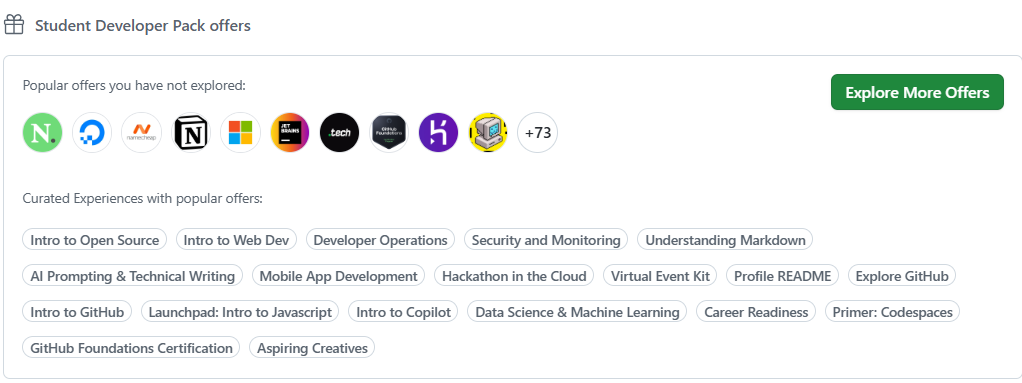 Student Developer Pack offers
Popular offers you have not explored:
Explore More Offers
N. namecheap N JET BRAINS .tech GitHub Foundations +73
Curated Experiences with popular offers:
Intro to Open Source Intro to Web Dev Developer Operations Security and Monitoring Understanding Markdown
AI Prompting & Technical Writing Mobile App Development Hackathon in the Cloud Virtual Event Kit Profile README Explore GitHub
Intro to GitHub Launchpad: Intro to Javascript Intro to Copilot Data Science & Machine Learning Career Readiness Primer: Codespaces
GitHub Foundations Certification Aspiring Creatives